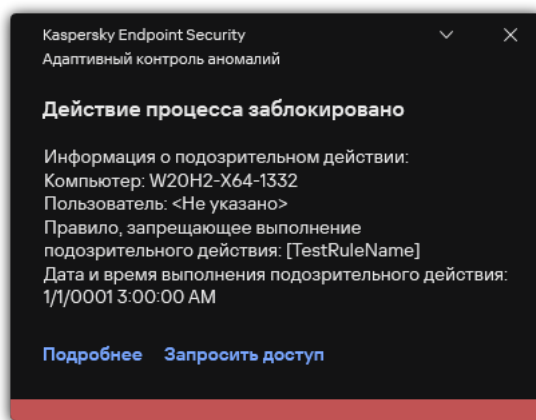 Kaspersky Endpoint Security
Адаптивный контроль аномалий
Действие процесса заблокировано
Информация о подозрительном действии:
Компьютер: W20H2-X64-1332
Пользователь: <Не указано>
Правило, запрещающее выполнение
подозрительного действия: [TestRuleName]
Дата и время выполнения подозрительного действия:
1/1/0001 3:00:00 AM
Подробнее Запросить доступ